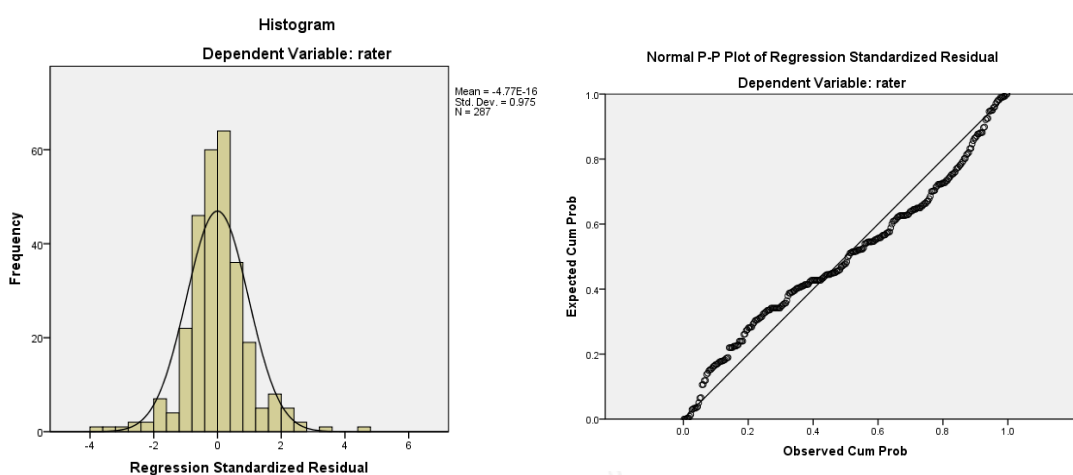 Histogram
Dependent Variable: rater
Mean = -4.77E-16
Std. Dev. = 0.975
N = 287
Frequency
60
40
20
0
-4 -2 0 2 4 6
Regression Standardized Residual
Normal P-P Plot of Regression Standardized Residual
Dependent Variable: rater
Expected Cum Prob
1.0
0.8
0.6
0.4
0.2
0.0
0.0 0.2 0.4 0.6 0.8 1.0
Observed Cum Prob